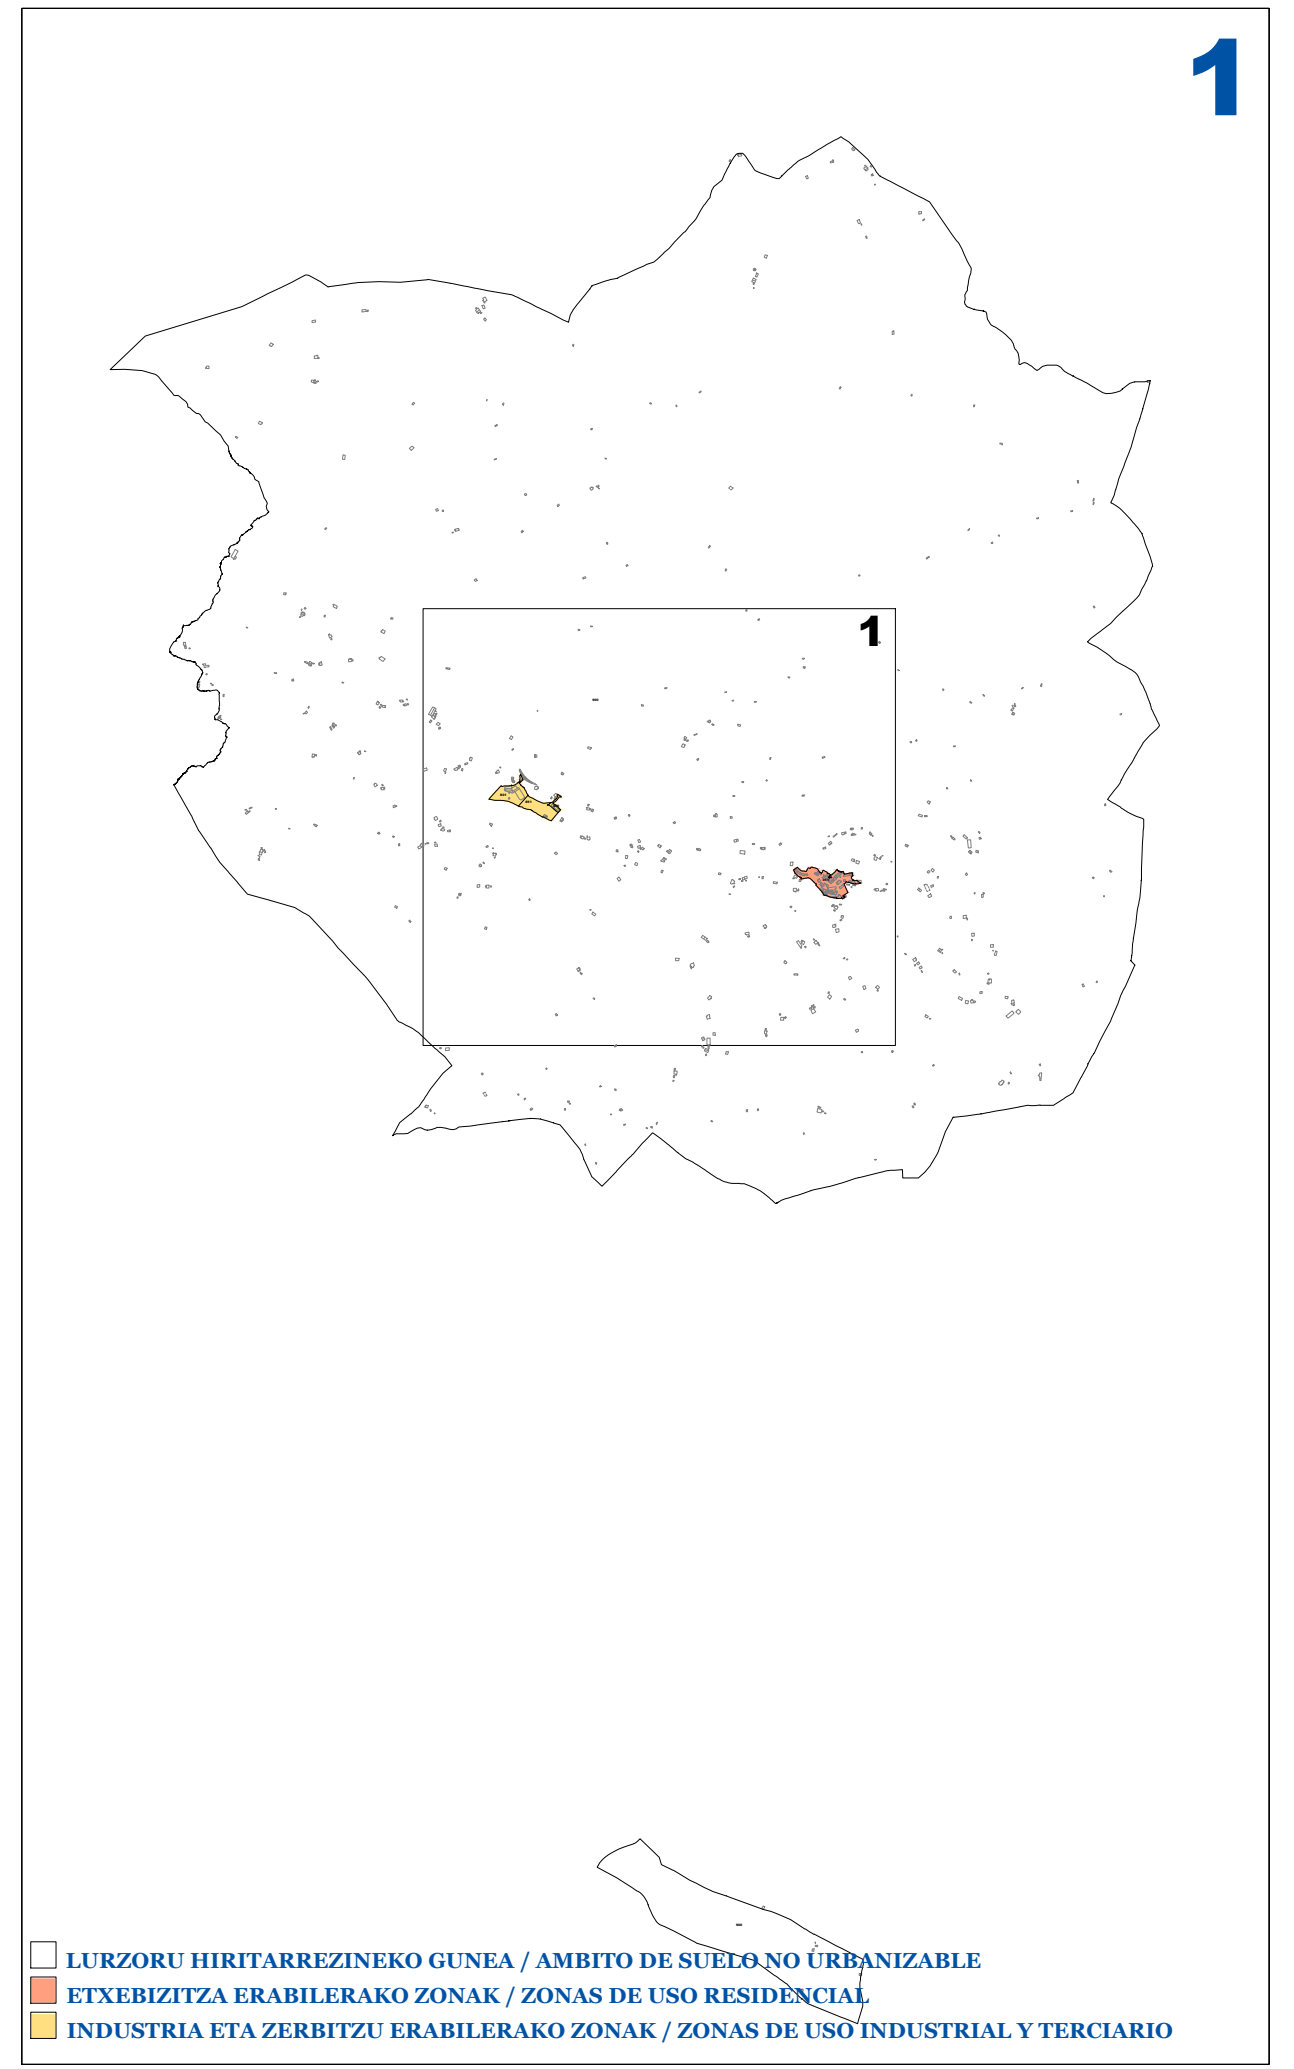 1
1
LURZORU HIRITARREZINEKO GUNEA / AMBITO DE SUELO NO URBANIZABLE
ETXEBIZITZA ERABILERAKO ZONAK / ZONAS DE USO RESIDENCIAL
INDUSTRIA ETA ZERBITZU ERABILERAKO ZONAK / ZONAS DE USO INDUSTRIAL Y TERCIARIO